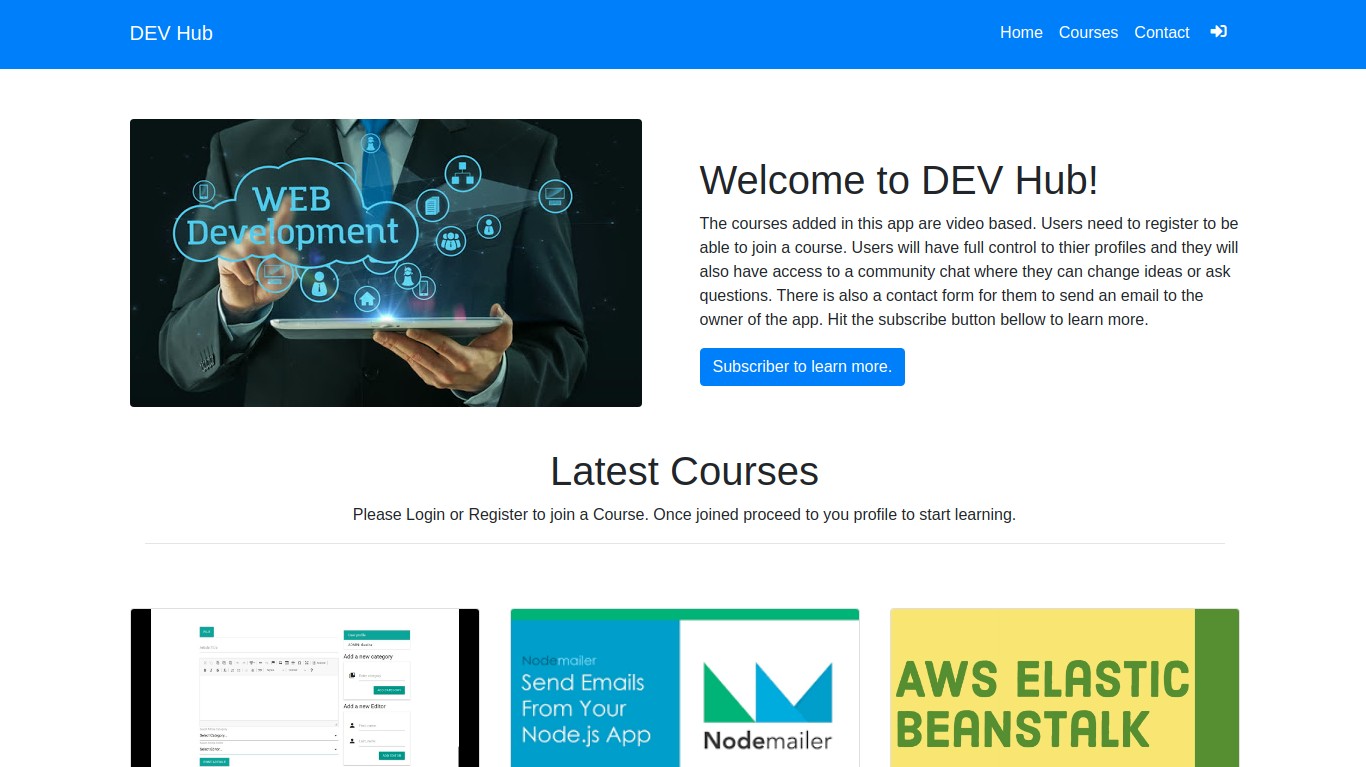 DEV Hub
Home Courses Contact
WEB
Development
Welcome to DEV Hub!
The courses added in this app are video based. Users need to register to be
able to join a course. Users will have full control to thier profiles and they will
also have access to a community chat where they can change ideas or ask
questions. There is also a contact form for them to send an email to the
owner of the app. Hit the subscribe button bellow to learn more.
Subscriber to learn more.
Latest Courses
Please Login or Register to join a Course. Once joined proceed to you profile to start learning.
Add a new category
Add a new Editor
Nodemailer
Send Emails
From Your
Node.js App
Nodemailer
AWS ELASTIC
BEANSTALK